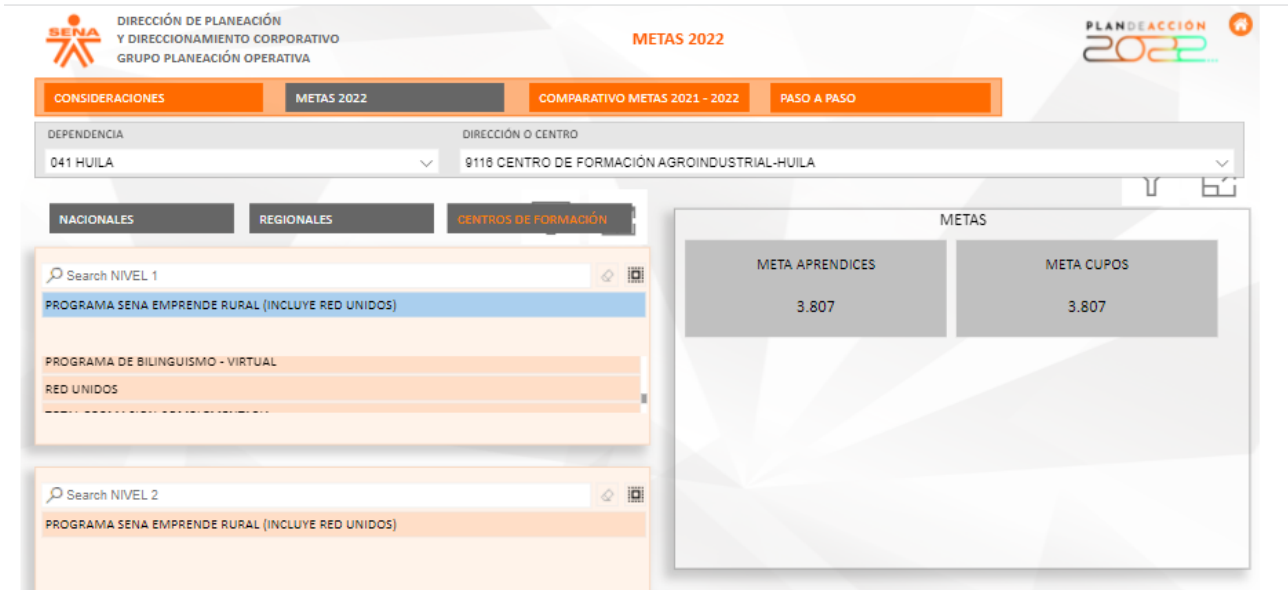 SENA
DIRECCIÓN DE PLANEACIÓN
Y DIRECCIONAMIENTO CORPORATIVO
GRUPO PLANEACIÓN OPERATIVA
METAS 2022
PLANDEACCIÓN
2022...
CONSIDERACIONES
METAS 2022
COMPARATIVO METAS 2021 - 2022
PASO A PASO
DEPENDENCIA
DIRECCIÓN O CENTRO
041 HUILA
9116 CENTRO DE FORMACIÓN AGROINDUSTRIAL-HUILA
NACIONALES
REGIONALES
CENTROS DE FORMACIÓN
METAS
Search NIVEL 1
META APRENDICES
META CUPOS
PROGRAMA SENA EMPRENDE RURAL (INCLUYE RED UNIDOS)
3.807
3.807
PROGRAMA DE BILINGUISMO - VIRTUAL
RED UNIDOS
Search NIVEL 2
PROGRAMA SENA EMPRENDE RURAL (INCLUYE RED UNIDOS)